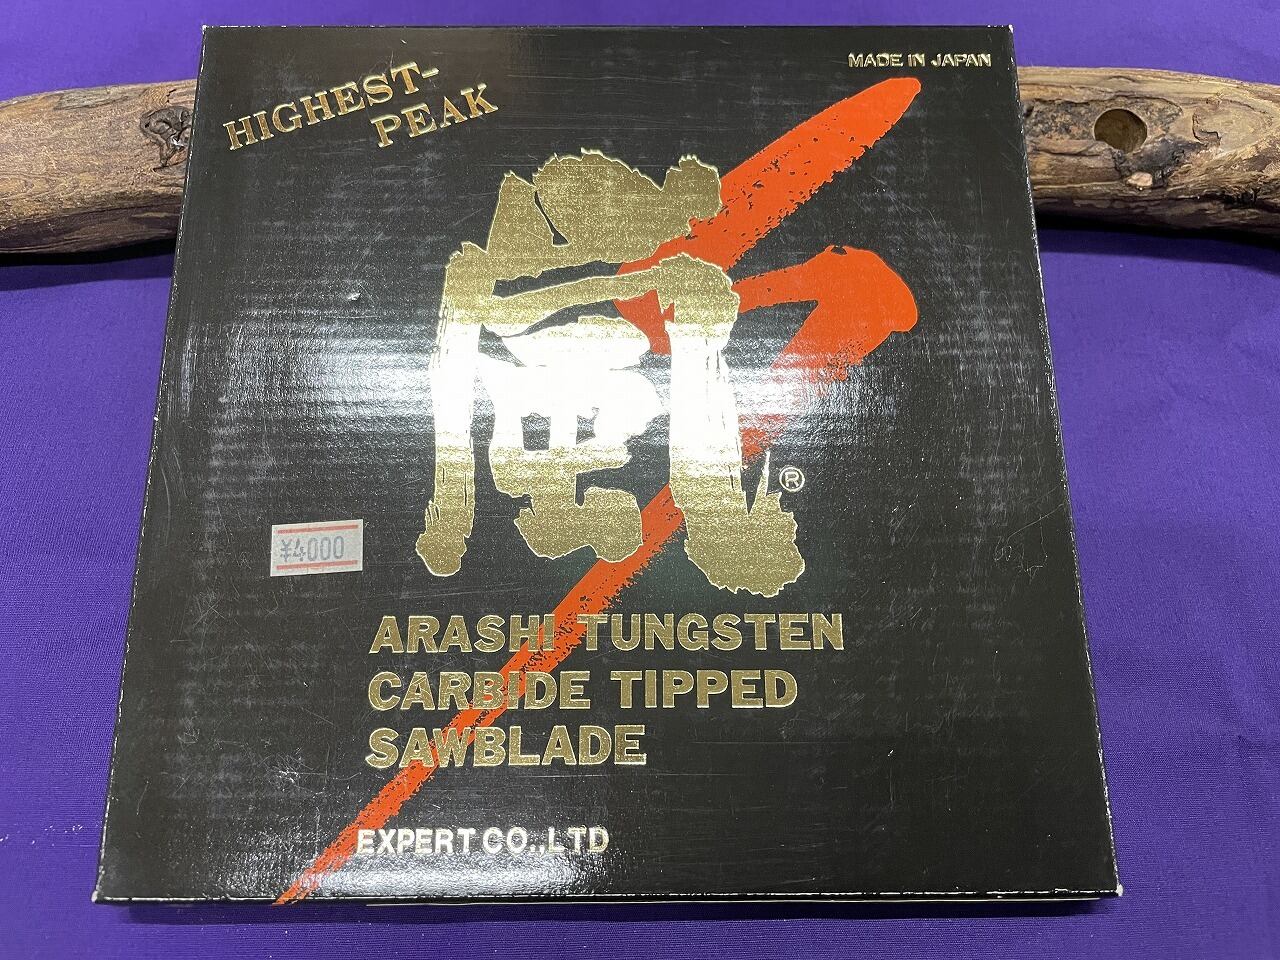 HIGHEST-
PEAK
MADE IN JAPAN
嵐
®
¥4000
ARASHI TUNGSTEN
CARBIDE TIPPED
SAWBLADE
EXPERT CO.,LTD